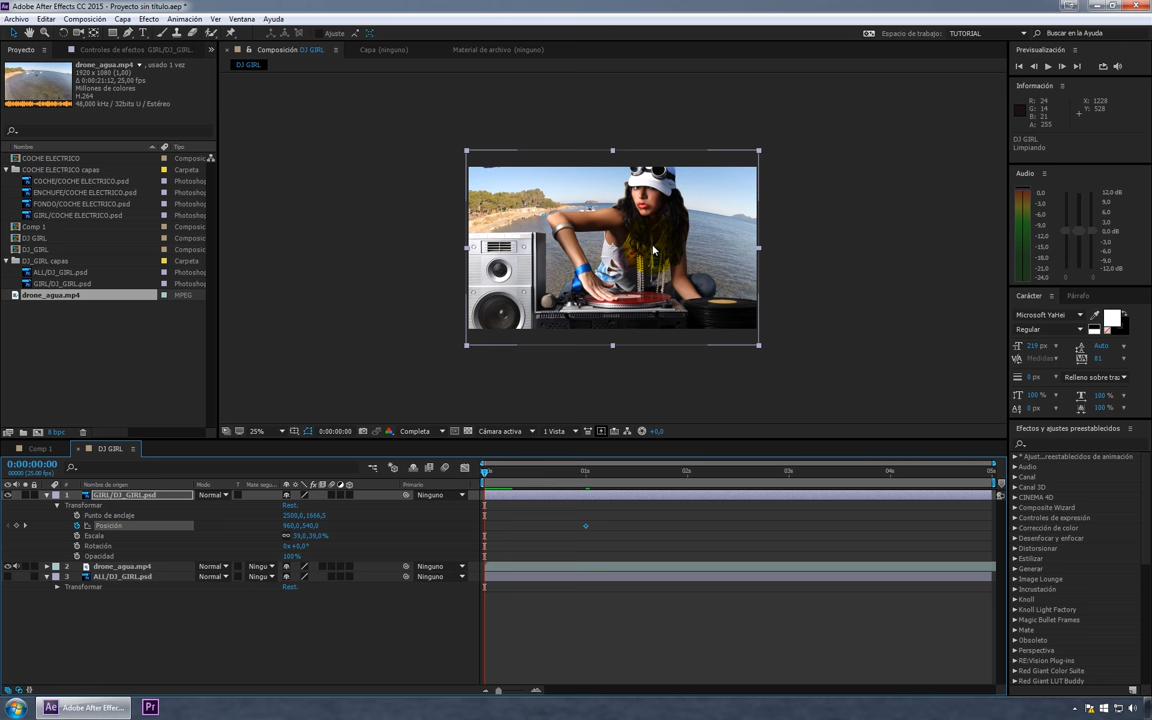 Adobe After Effects CC 2015 - Proyecto sin título.aep *
Archivo Editar Composición Capa Efecto Animación Ver Ventana Ayuda
Ajuste Espacio de trabajo: TUTORIAL Buscar en la Ayuda
Proyecto Controles de efectos GIRL/DJ_GIRL.
drone_agua.mp4 , usado 1 vez
1920 x 1080 (1,00)
Δ 0:00:21:12, 25,00 fps
Millones de colores
H.264
48,000 kHz / 32bits U / Estéreo
Nombre Tipo
COCHE ELECTRICO Composic
COCHE ELECTRICO capas Carpeta
COCHE/COCHE ELECTRICO.psd Photoshop
ENCHUFE/COCHE ELECTRICO.psd Photoshop
FONDO/COCHE ELECTRICO.psd Photoshop
GIRL/COCHE ELECTRICO.psd Photoshop
Comp 1 Composic
DJ GIRL Composic
DJ_GIRL Composic
DJ_GIRL capas Carpeta
ALL/DJ_GIRL.psd Photoshop
GIRL/DJ_GIRL.psd Photoshop
drone_agua.mp4 MPEG
8 bpc
Composición DJ GIRL Capa (ninguno) Material de archivo (ninguno)
DJ GIRL
25% 0:00:00:00 Completa Cámara activa 1 Vista +0,0
Previsualización
Información
R: 24
G: 14
B: 21
A: 255
X: 1228
Y: 528
DJ GIRL
Limpiando
Audio
0,0
-3,0
-6,0
-9,0
-12,0
-15,0
-18,0
-21,0
-24,0
12,0 dB
9,0
6,0
3,0
0,0 dB
-3,0
-6,0
-9,0
-12,0 dB
Carácter Párrafo
Microsoft YaHei
Regular
219 px Auto
Medidas 81
0 px Relleno sobre traz
100 % 100 %
0 px 100 %
Efectos y ajustes preestablecidos
* Ajust...reestablecidos de animación
Audio
Canal
Canal 3D
CINEMA 4D
Composite Wizard
Controles de expresión
Corrección de color
Desenfocar y enfocar
Distorsionar
Estilizar
Generar
Image Lounge
Incrustación
Knoll
Knoll Light Factory
Magic Bullet Frames
Mate
Obsoleto
Perspectiva
RE:Vision Plug-ins
Red Giant Color Suite
Red Giant LUT Buddy
Comp 1 DJ GIRL
0:00:00:00
00000 (25.00 fps)
# Nombre de origen Modo T Mate segu... Primario
01s 02s 03s 04s 05s
1 GIRL/DJ_GIRL.psd Normal Ninguno
Transformar Rest.
Punto de anclaje 2500,0,1666,5
Posición 960,0,540,0
Escala 39,0,39,0%
Rotación 0x+0,0°
Opacidad 100%
2 drone_agua.mp4 Normal Ningu Ninguno
3 ALL/DJ_GIRL.psd Normal Ningu Ninguno
Transformar Rest.
Ae Adobe After Effec... Pr